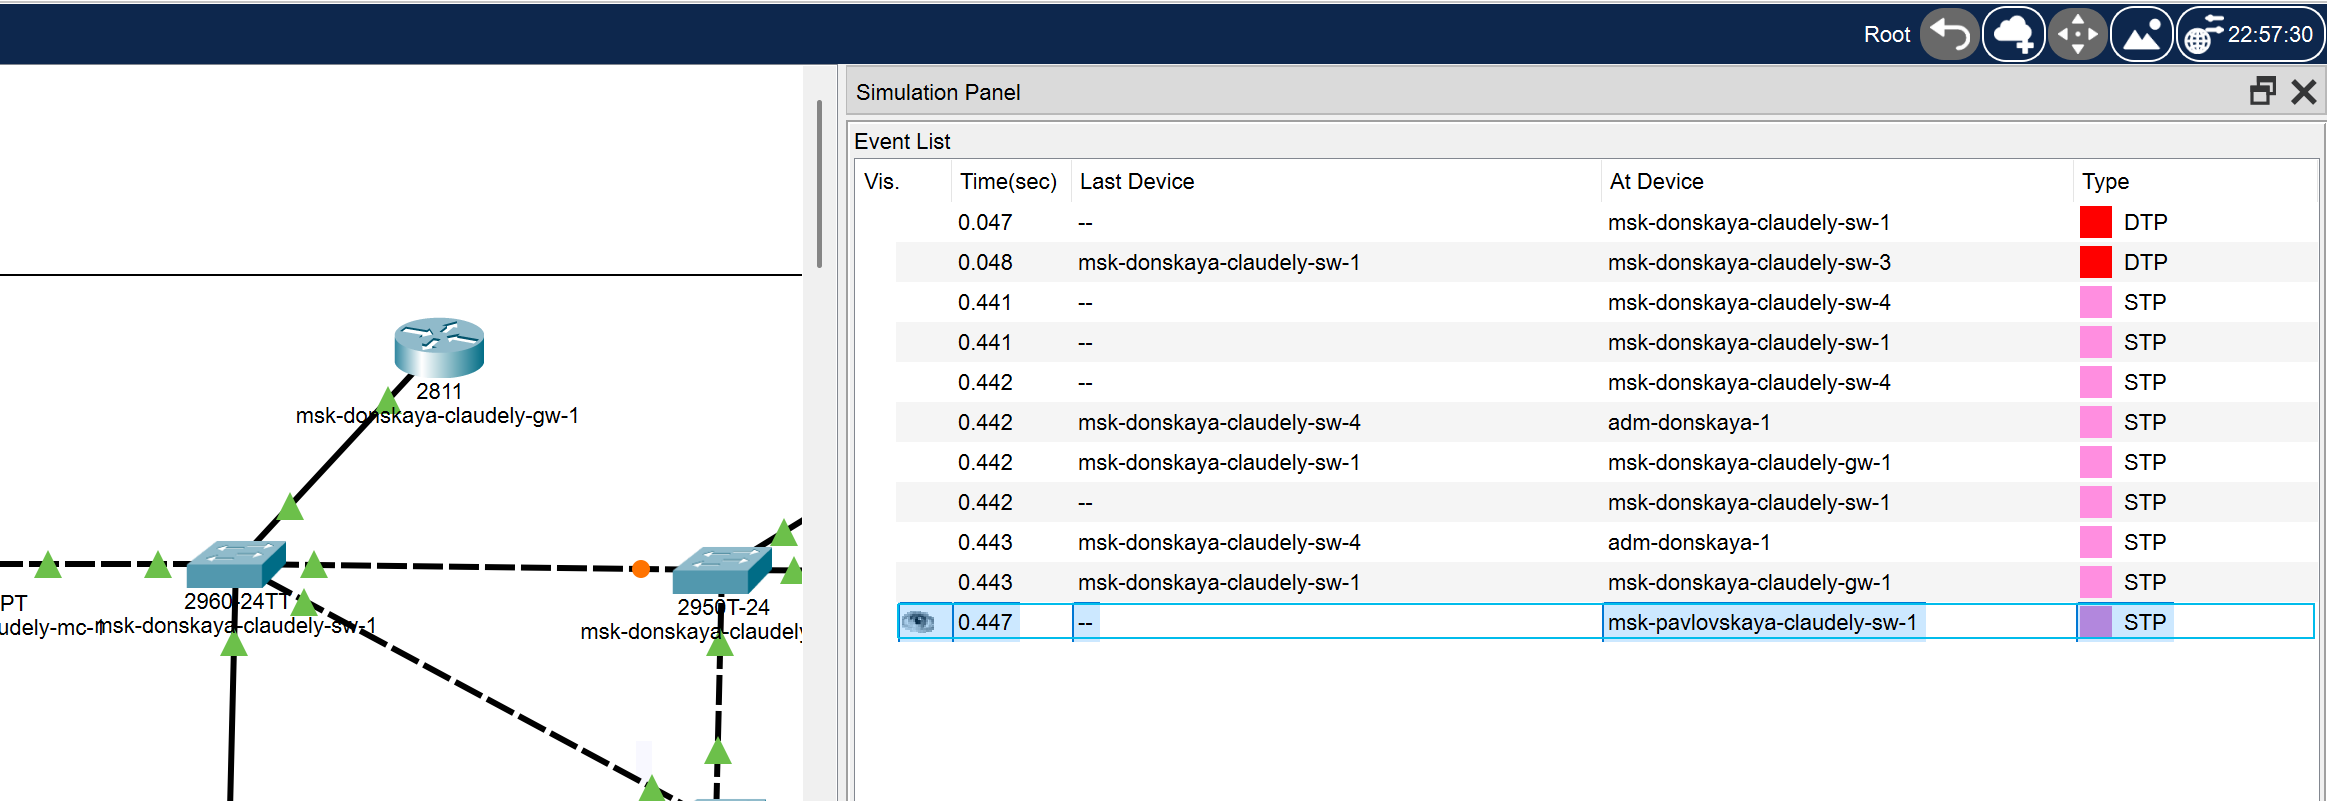 Root 22:57:30
Simulation Panel
Event List
Vis. Time(sec) Last Device At Device Type
0.047 -- msk-donskaya-claudely-sw-1 DTP
0.048 msk-donskaya-claudely-sw-1 msk-donskaya-claudely-sw-3 DTP
0.441 -- msk-donskaya-claudely-sw-4 STP
0.441 -- msk-donskaya-claudely-sw-1 STP
0.442 -- msk-donskaya-claudely-sw-4 STP
0.442 msk-donskaya-claudely-sw-4 adm-donskaya-1 STP
0.442 msk-donskaya-claudely-sw-1 msk-donskaya-claudely-gw-1 STP
0.442 -- msk-donskaya-claudely-sw-1 STP
0.443 msk-donskaya-claudely-sw-4 adm-donskaya-1 STP
0.443 msk-donskaya-claudely-sw-1 msk-donskaya-claudely-gw-1 STP
0.447 -- msk-pavlovskaya-claudely-sw-1 STP
2811
msk-donskaya-claudely-gw-1
PT
udely-mc-1
2960-24TT
msk-donskaya-claudely-sw-1
2950T-24
msk-donskaya-claudely